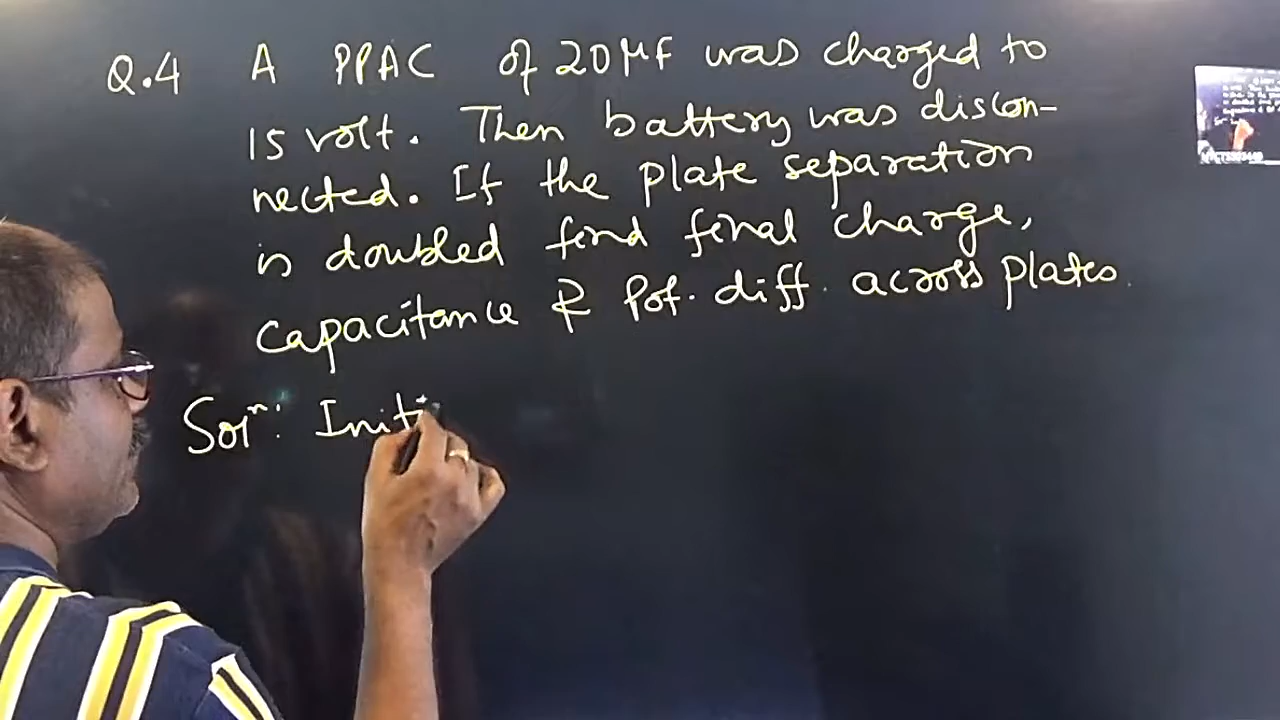 Q.4 A PPAC of 20μF was charged to
15 volt. Then battery was discon-
nected. If the plate separation
is doubled find final charge,
capacitance & Pot. diff. across plates.
Solⁿ: Initi